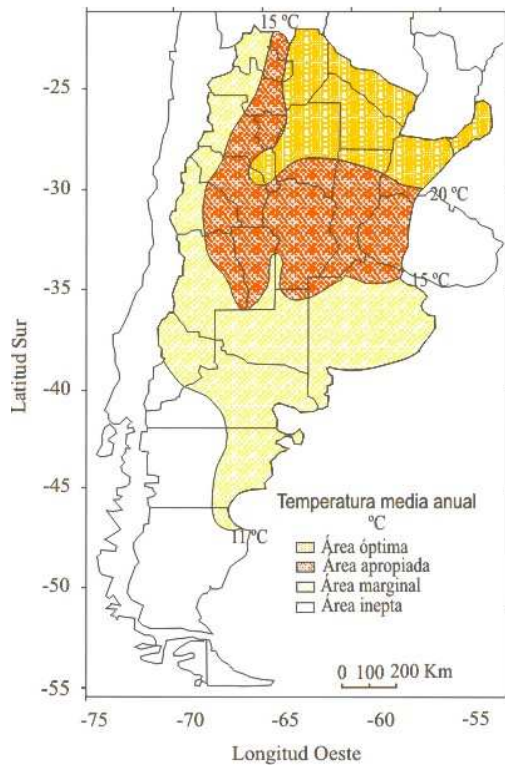 15 ºC
-25
-30
20 ºC
-35
15 ºC
Latitud Sur
-40
-45
Temperatura media anual
ºC
11 ºC
Área óptima
Área apropiada
Área marginal
Área inepta
-50
0 100 200 Km
-55
-75 -70 -65 -60 -55
Longitud Oeste